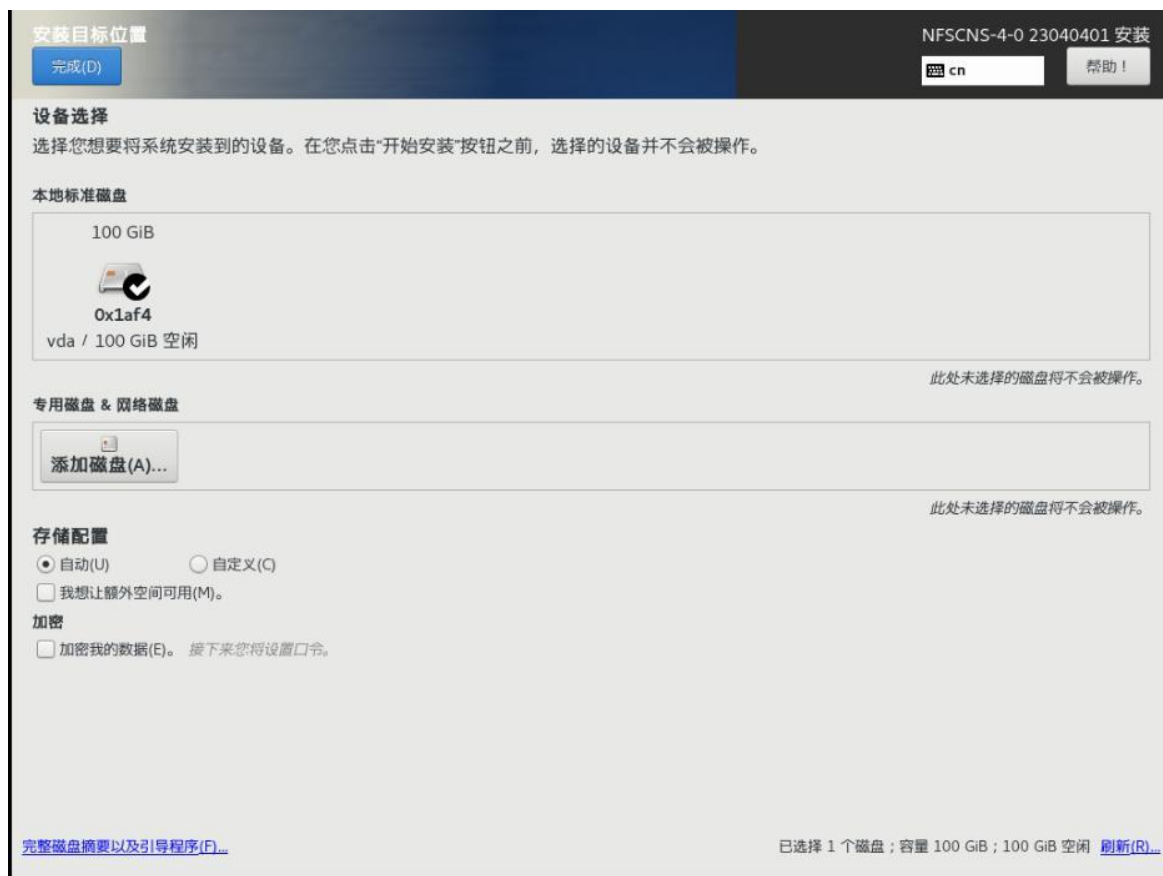 安装目标位置
完成(D)
NFSCNS-4-0 23040401 安装
cn
帮助！
设备选择
选择您想要将系统安装到的设备。在您点击“开始安装”按钮之前，选择的设备并不会被操作。
本地标准磁盘
100 GiB
0x1af4
vda / 100 GiB 空闲
此处未选择的磁盘将不会被操作。
专用磁盘 & 网络磁盘
添加磁盘(A)...
此处未选择的磁盘将不会被操作。
存储配置
自动(U) 自定义(C)
我想让额外空间可用(M)。
加密
加密我的数据(E)。 接下来您将设置口令。
完整磁盘摘要以及引导程序(F)... 已选择 1 个磁盘；容量 100 GiB；100 GiB 空闲 刷新(R)...